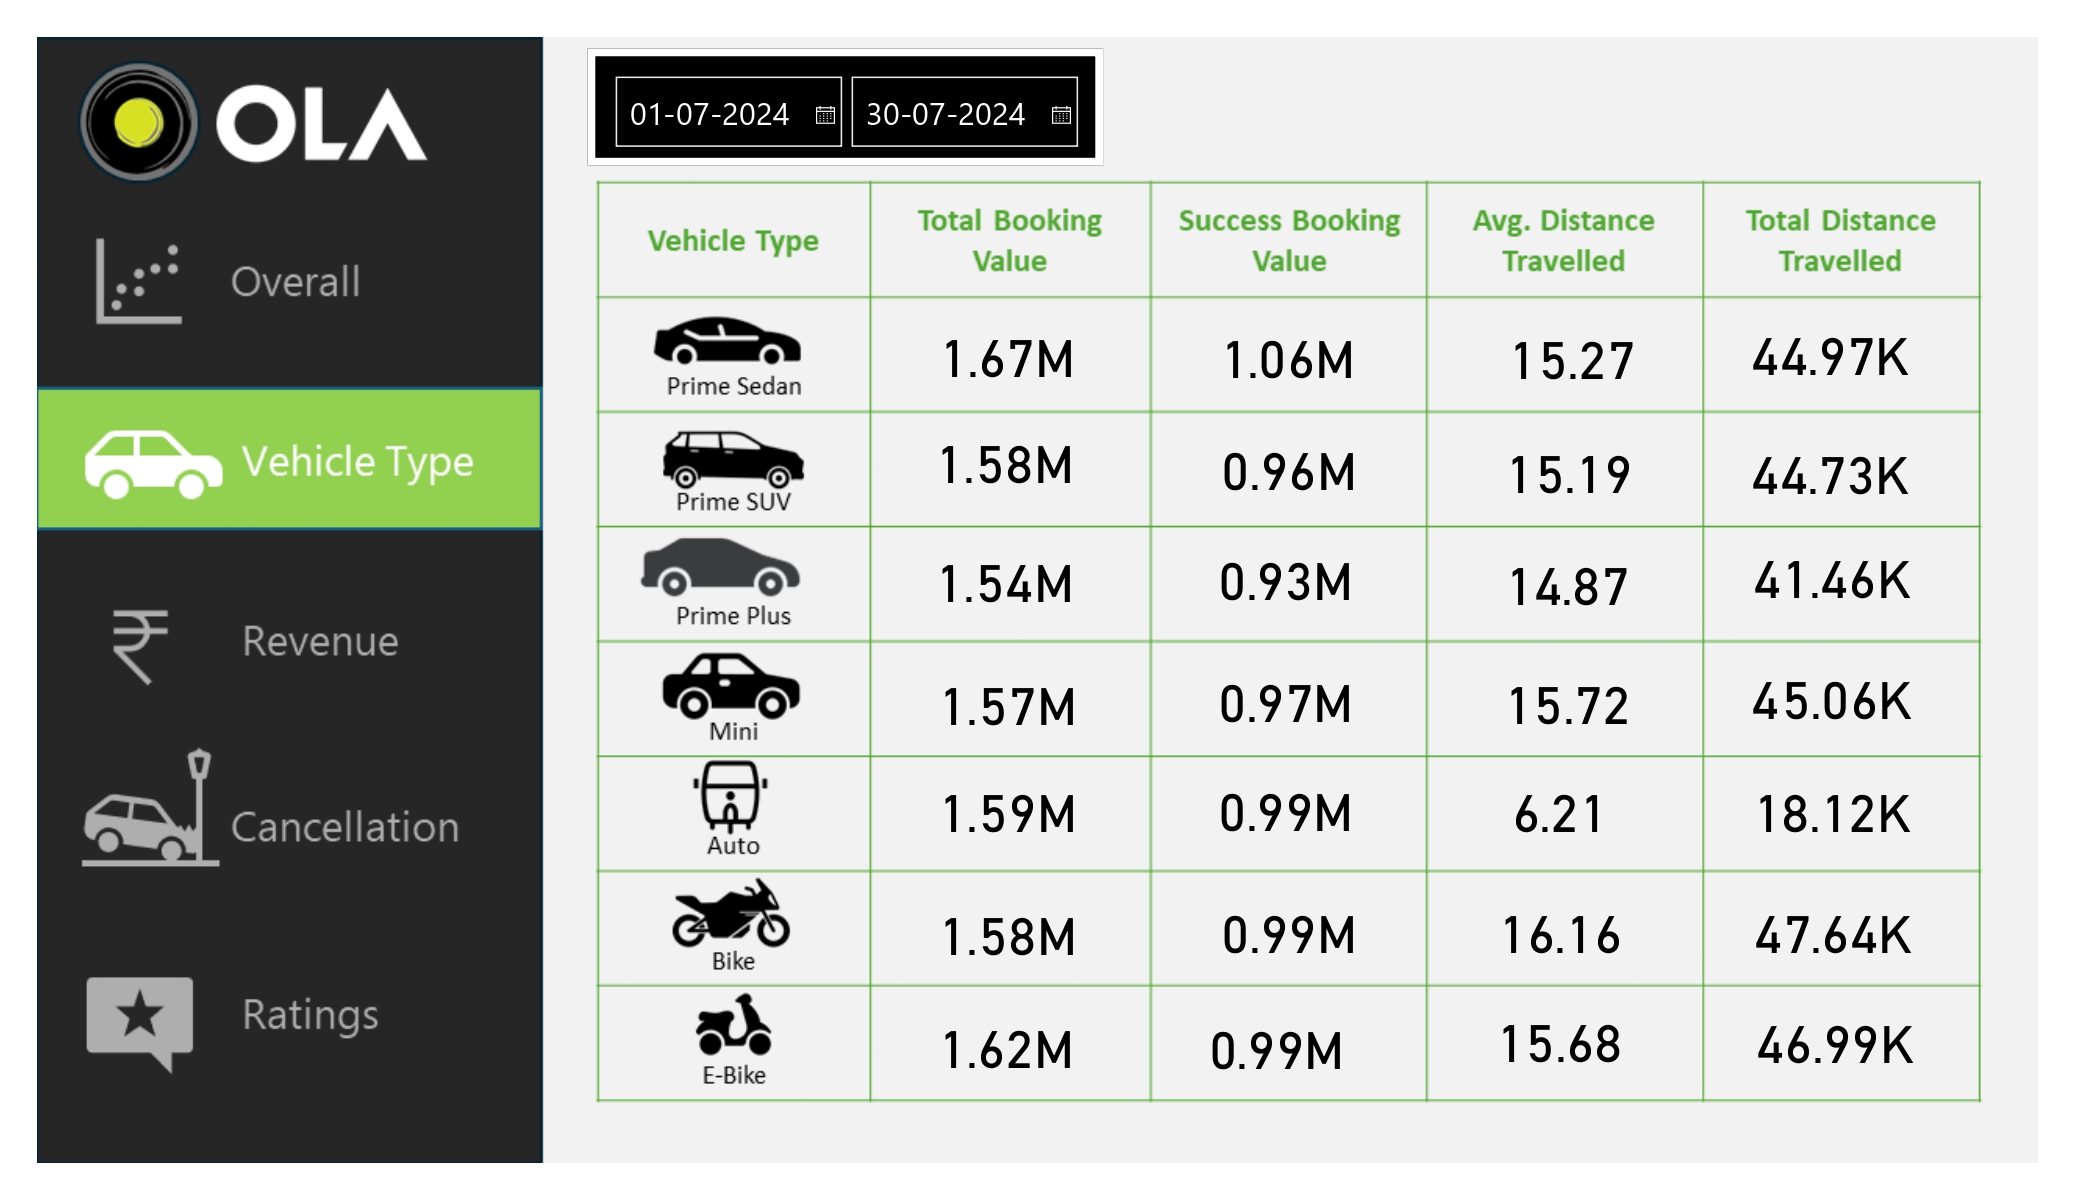 OLA
01-07-2024 30-07-2024
Overall
Vehicle Type
Revenue
Cancellation
Ratings
Vehicle Type
Total Booking
Value
Success Booking
Value
Avg. Distance
Travelled
Total Distance
Travelled
Prime Sedan 1.67M 1.06M 15.27 44.97K
Prime SUV 1.58M 0.96M 15.19 44.73K
Prime Plus 1.54M 0.93M 14.87 41.46K
Mini 1.57M 0.97M 15.72 45.06K
Auto 1.59M 0.99M 6.21 18.12K
Bike 1.58M 0.99M 16.16 47.64K
E-Bike 1.62M 0.99M 15.68 46.99K